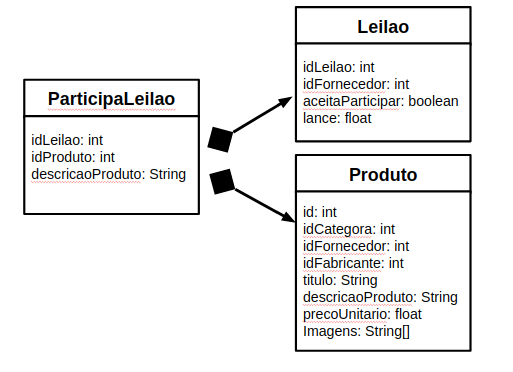 Leilao
idLeilao: int
idFornecedor: int
aceitaParticipar: boolean
lance: float
ParticipaLeilao
idLeilao: int
idProduto: int
descricaoProduto: String
Produto
id: int
idCategora: int
idFornecedor: int
idFabricante: int
titulo: String
descricaoProduto: String
precoUnitario: float
Imagens: String[]